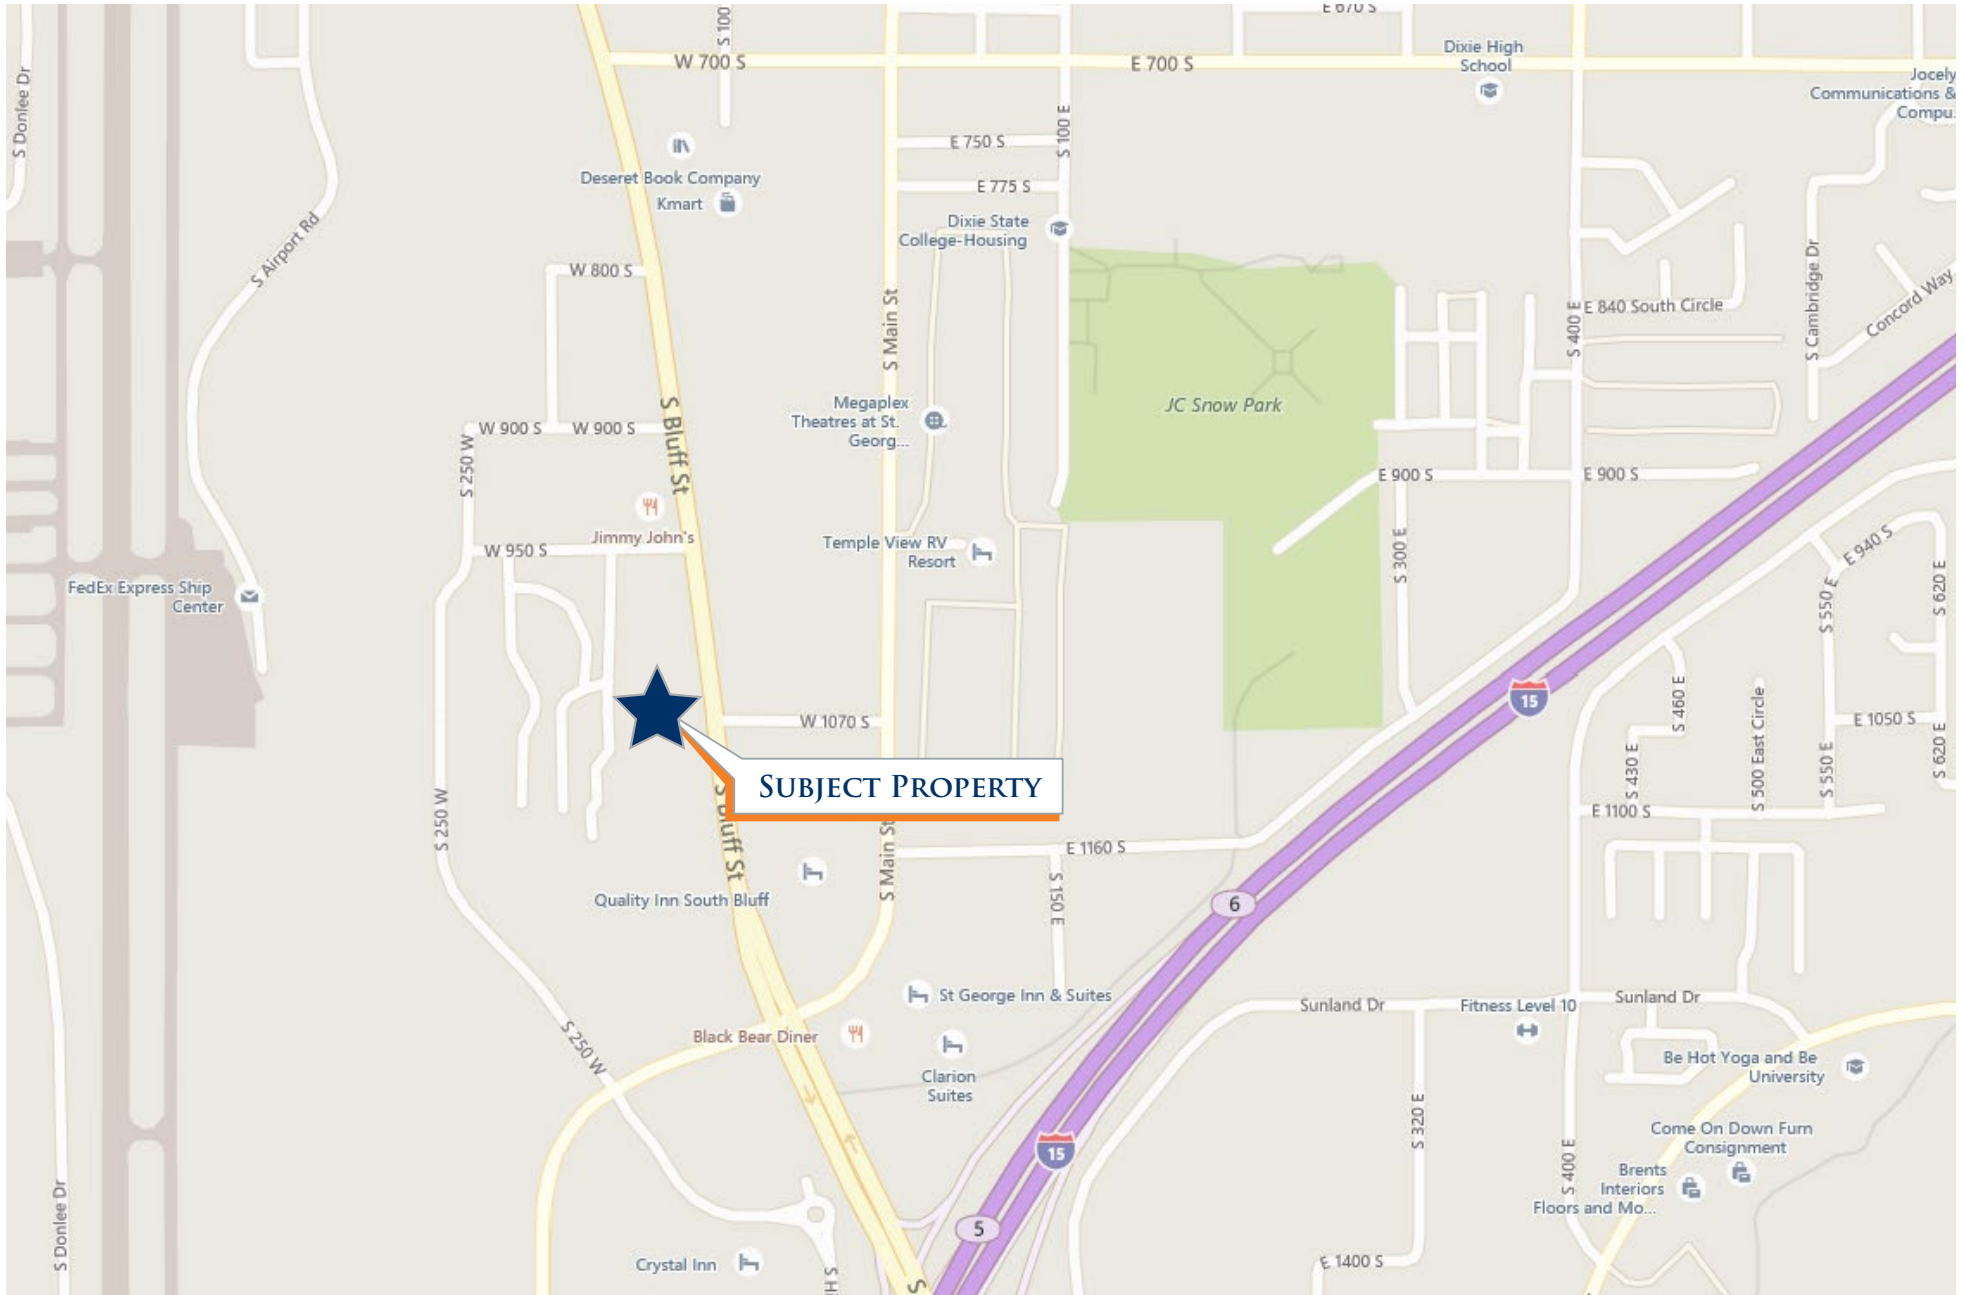 E 670 S
S 100
W 700 S
E 700 S
Dixie High
School
Jocely
Communications &
Compu.
S Donlee Dr
S 100 E
E 750 S
E 775 S
Deseret Book Company
Kmart
Dixie State
College-Housing
S Airport Rd
W 800 S
S Main St
S 400 E
E 840 South Circle
S Cambridge Dr
Concord Way
S Bluff St
Megaplex
Theatres at St.
Georg...
JC Snow Park
W 900 S
W 900 S
S 250 W
E 900 S
E 900 S
Jimmy John's
W 950 S
Temple View RV
Resort
S 300 E
E 940 S
S 550 E
S 620 E
FedEx Express Ship
Center
15
S 460 E
S 500 East Circle
E 1050 S
S 620 E
W 1070 S
SUBJECT PROPERTY
S 430 E
S 550 E
E 1100 S
S 250 W
S Bluff St
S Main St
E 1160 S
S 150 E
Quality Inn South Bluff
6
St George Inn & Suites
Sunland Dr
Fitness Level 10
Sunland Dr
Black Bear Diner
S 250 W
Clarion
Suites
Be Hot Yoga and Be
University
S 320 E
15
Come On Down Furn
Consignment
S 400 E
Brents
Interiors
Floors and Mo...
S Donlee Dr
5
Crystal Inn
E 1400 S
S H
S